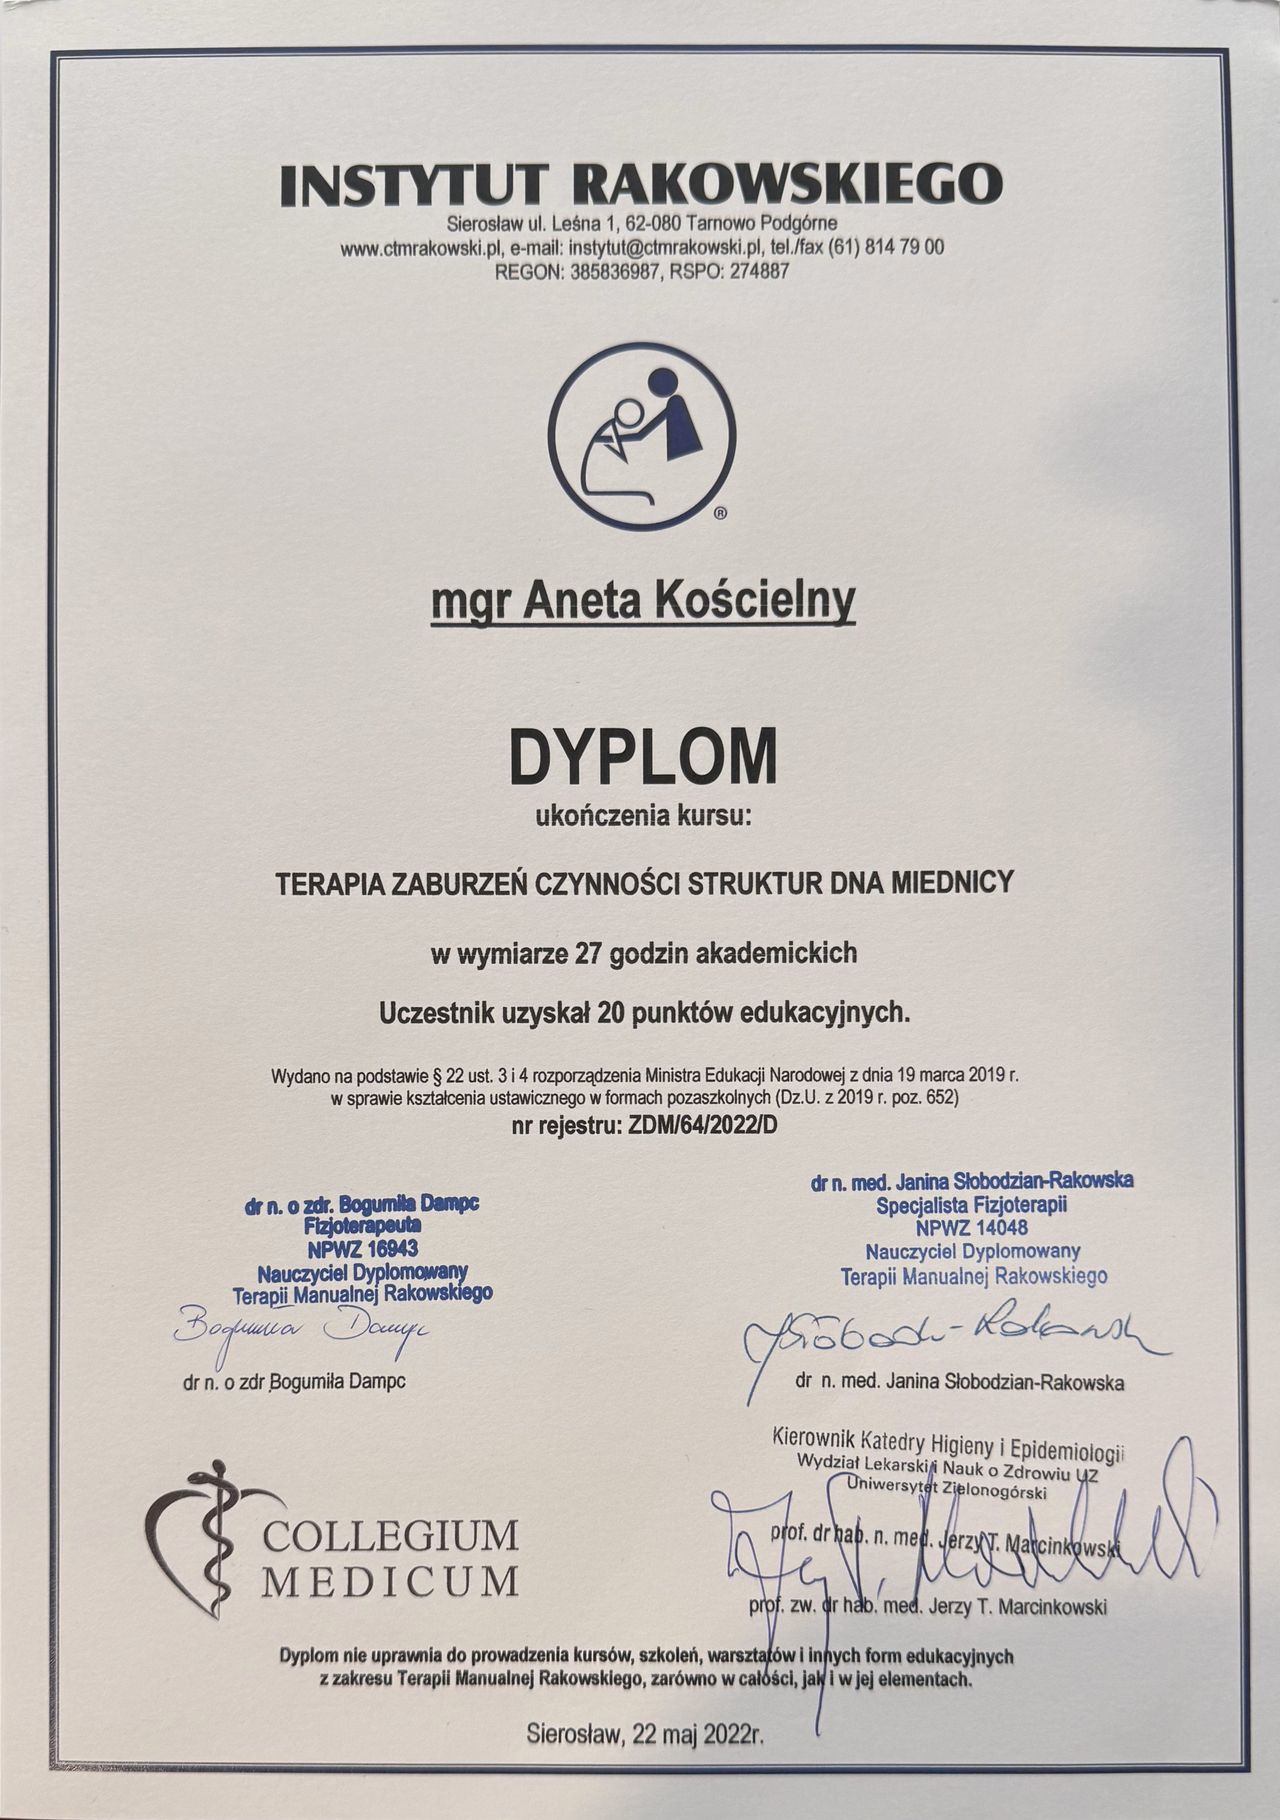 INSTYTUT RAKOWSKIEGO
Sierosław ul. Leśna 1, 62-080 Tarnowo Podgórne
www.ctmrakowski.pl, e-mail: instytut@ctmrakowski.pl, tel./fax (61) 814 79 00
REGON: 385836987, RSPO: 274887
®
mgr Aneta Kościelny
DYPLOM
ukończenia kursu:
TERAPIA ZABURZEŃ CZYNNOŚCI STRUKTUR DNA MIEDNICY
w wymiarze 27 godzin akademickich
Uczestnik uzyskał 20 punktów edukacyjnych.
Wydano na podstawie § 22 ust. 3 i 4 rozporządzenia Ministra Edukacji Narodowej z dnia 19 marca 2019 r.
w sprawie kształcenia ustawicznego w formach pozaszkolnych (Dz.U. z 2019 r. poz. 652)
nr rejestru: ZDM/64/2022/D
dr n. o zdr. Bogumiła Dampc
Fizjoterapeuta
NPWZ 16943
Nauczyciel Dyplomowany
Terapii Manualnej Rakowskiego
Bogumiła Dampc
dr n. o zdr Bogumiła Dampc
dr n. med. Janina Słobodzian-Rakowska
Specjalista Fizjoterapii
NPWZ 14048
Nauczyciel Dyplomowany
Terapii Manualnej Rakowskiego
dr n. med. Janina Słobodzian-Rakowska
Kierownik Katedry Higieny i Epidemiologii
Wydział Lekarski i Nauk o Zdrowiu UZ
Uniwersytet Zielonogórski
prof. dr hab. n. med. Jerzy T. Marcinkowski
prof. zw. dr hab. med. Jerzy T. Marcinkowski
COLLEGIUM
MEDICUM
Dyplom nie uprawnia do prowadzenia kursów, szkoleń, warsztatów i innych form edukacyjnych
z zakresu Terapii Manualnej Rakowskiego, zarówno w całości, jak i w jej elementach.
Sierosław, 22 maj 2022r.